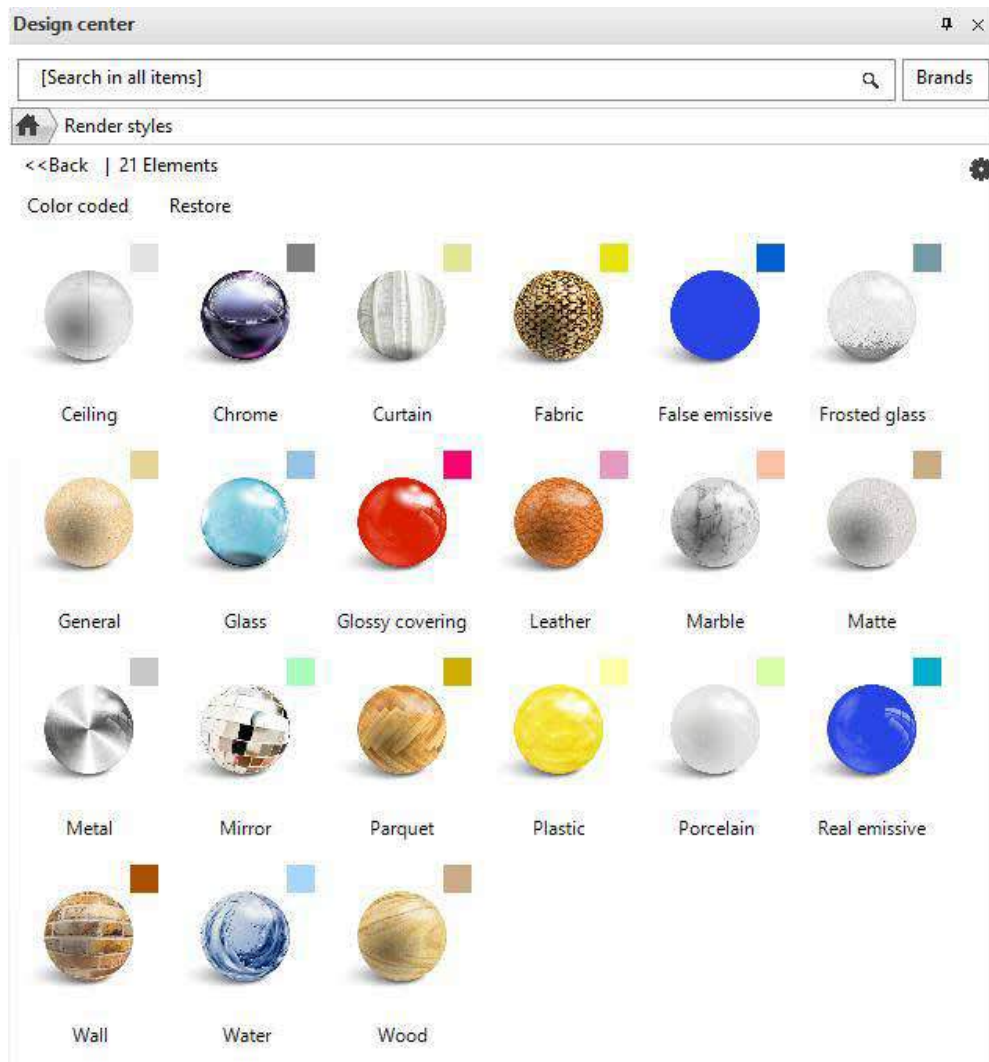 Design center
[Search in all items] Brands
Render styles
<<Back | 21 Elements
Color coded Restore
Ceiling Chrome Curtain Fabric False emissive Frosted glass
General Glass Glossy covering Leather Marble Matte
Metal Mirror Parquet Plastic Porcelain Real emissive
Wall Water Wood